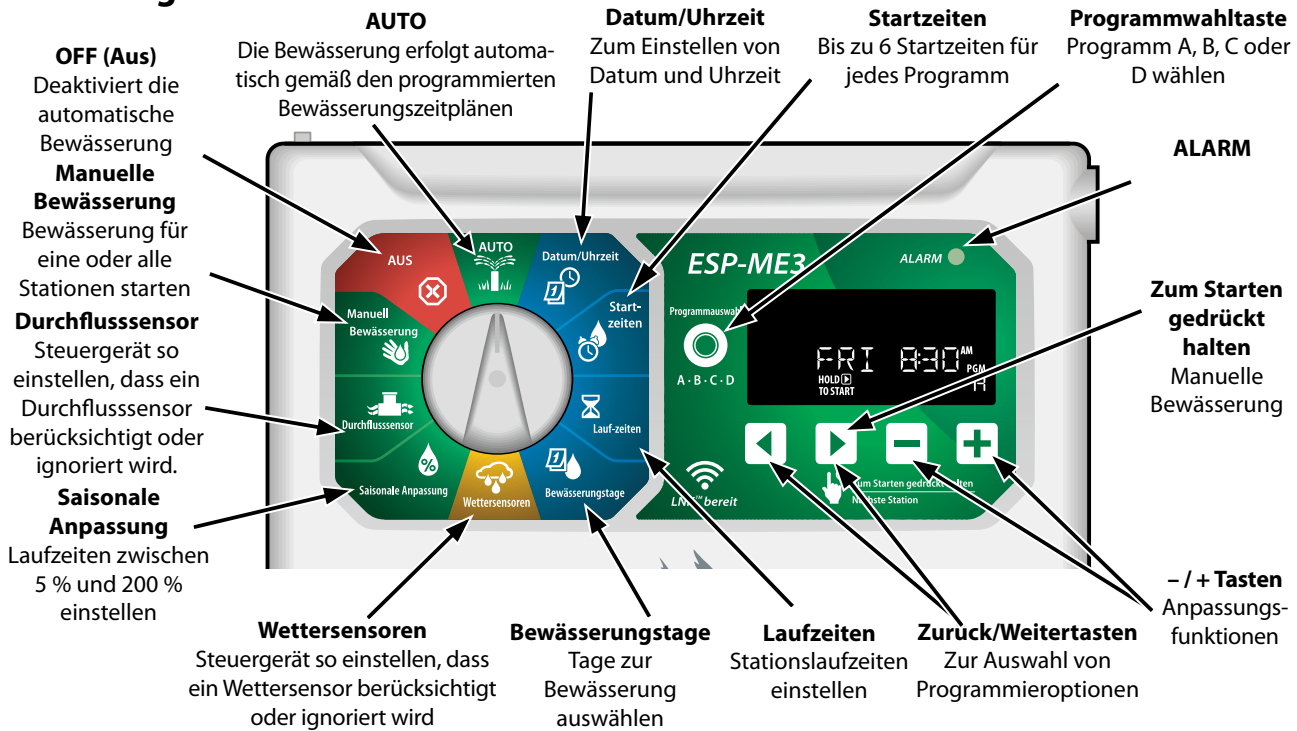 AUTO
Die Bewässerung erfolgt automa-
tisch gemäß den programmierten
Bewässerungszeitplänen
Datum/Uhrzeit
Zum Einstellen von
Datum und Uhrzeit
Startzeiten
Bis zu 6 Startzeiten für
jedes Programm
Programmwahltaste
Programm A, B, C oder
D wählen
OFF (Aus)
Deaktiviert die
automatische
Bewässerung
Manuelle
Bewässerung
Bewässerung für
eine oder alle
Stationen starten
Durchflusssensor
Steuergerät so
einstellen, dass ein
Durchflusssensor
berücksichtigt oder
ignoriert wird.
Saisonale
Anpassung
Laufzeiten zwischen
5 % und 200 %
einstellen
ALARM
Zum Starten
gedrückt
halten
Manuelle
Bewässerung
– / + Tasten
Anpassungs-
funktionen
AUS
AUTO
Datum/Uhrzeit
Start-
zeiten
Lauf-zeiten
Bewässerungstage
Wettersensoren
%
Saisonale Anpassung
Durchflusssensor
Manuell
Bewässerung
ESP-ME3
ALARM
Programmauswahl
A · B · C · D
FRI 8:30 AM
PGM
A
HOLD
TO START
bereit
Zum Starten gedrückt halten
Nächste Station
Wettersensoren
Steuergerät so einstellen, dass
ein Wettersensor berücksichtigt
oder ignoriert wird
Bewässerungstage
Tage zur
Bewässerung
auswählen
Laufzeiten
Stationslaufzeiten
einstellen
Zurück/Weitertasten
Zur Auswahl von
Programmieroptionen